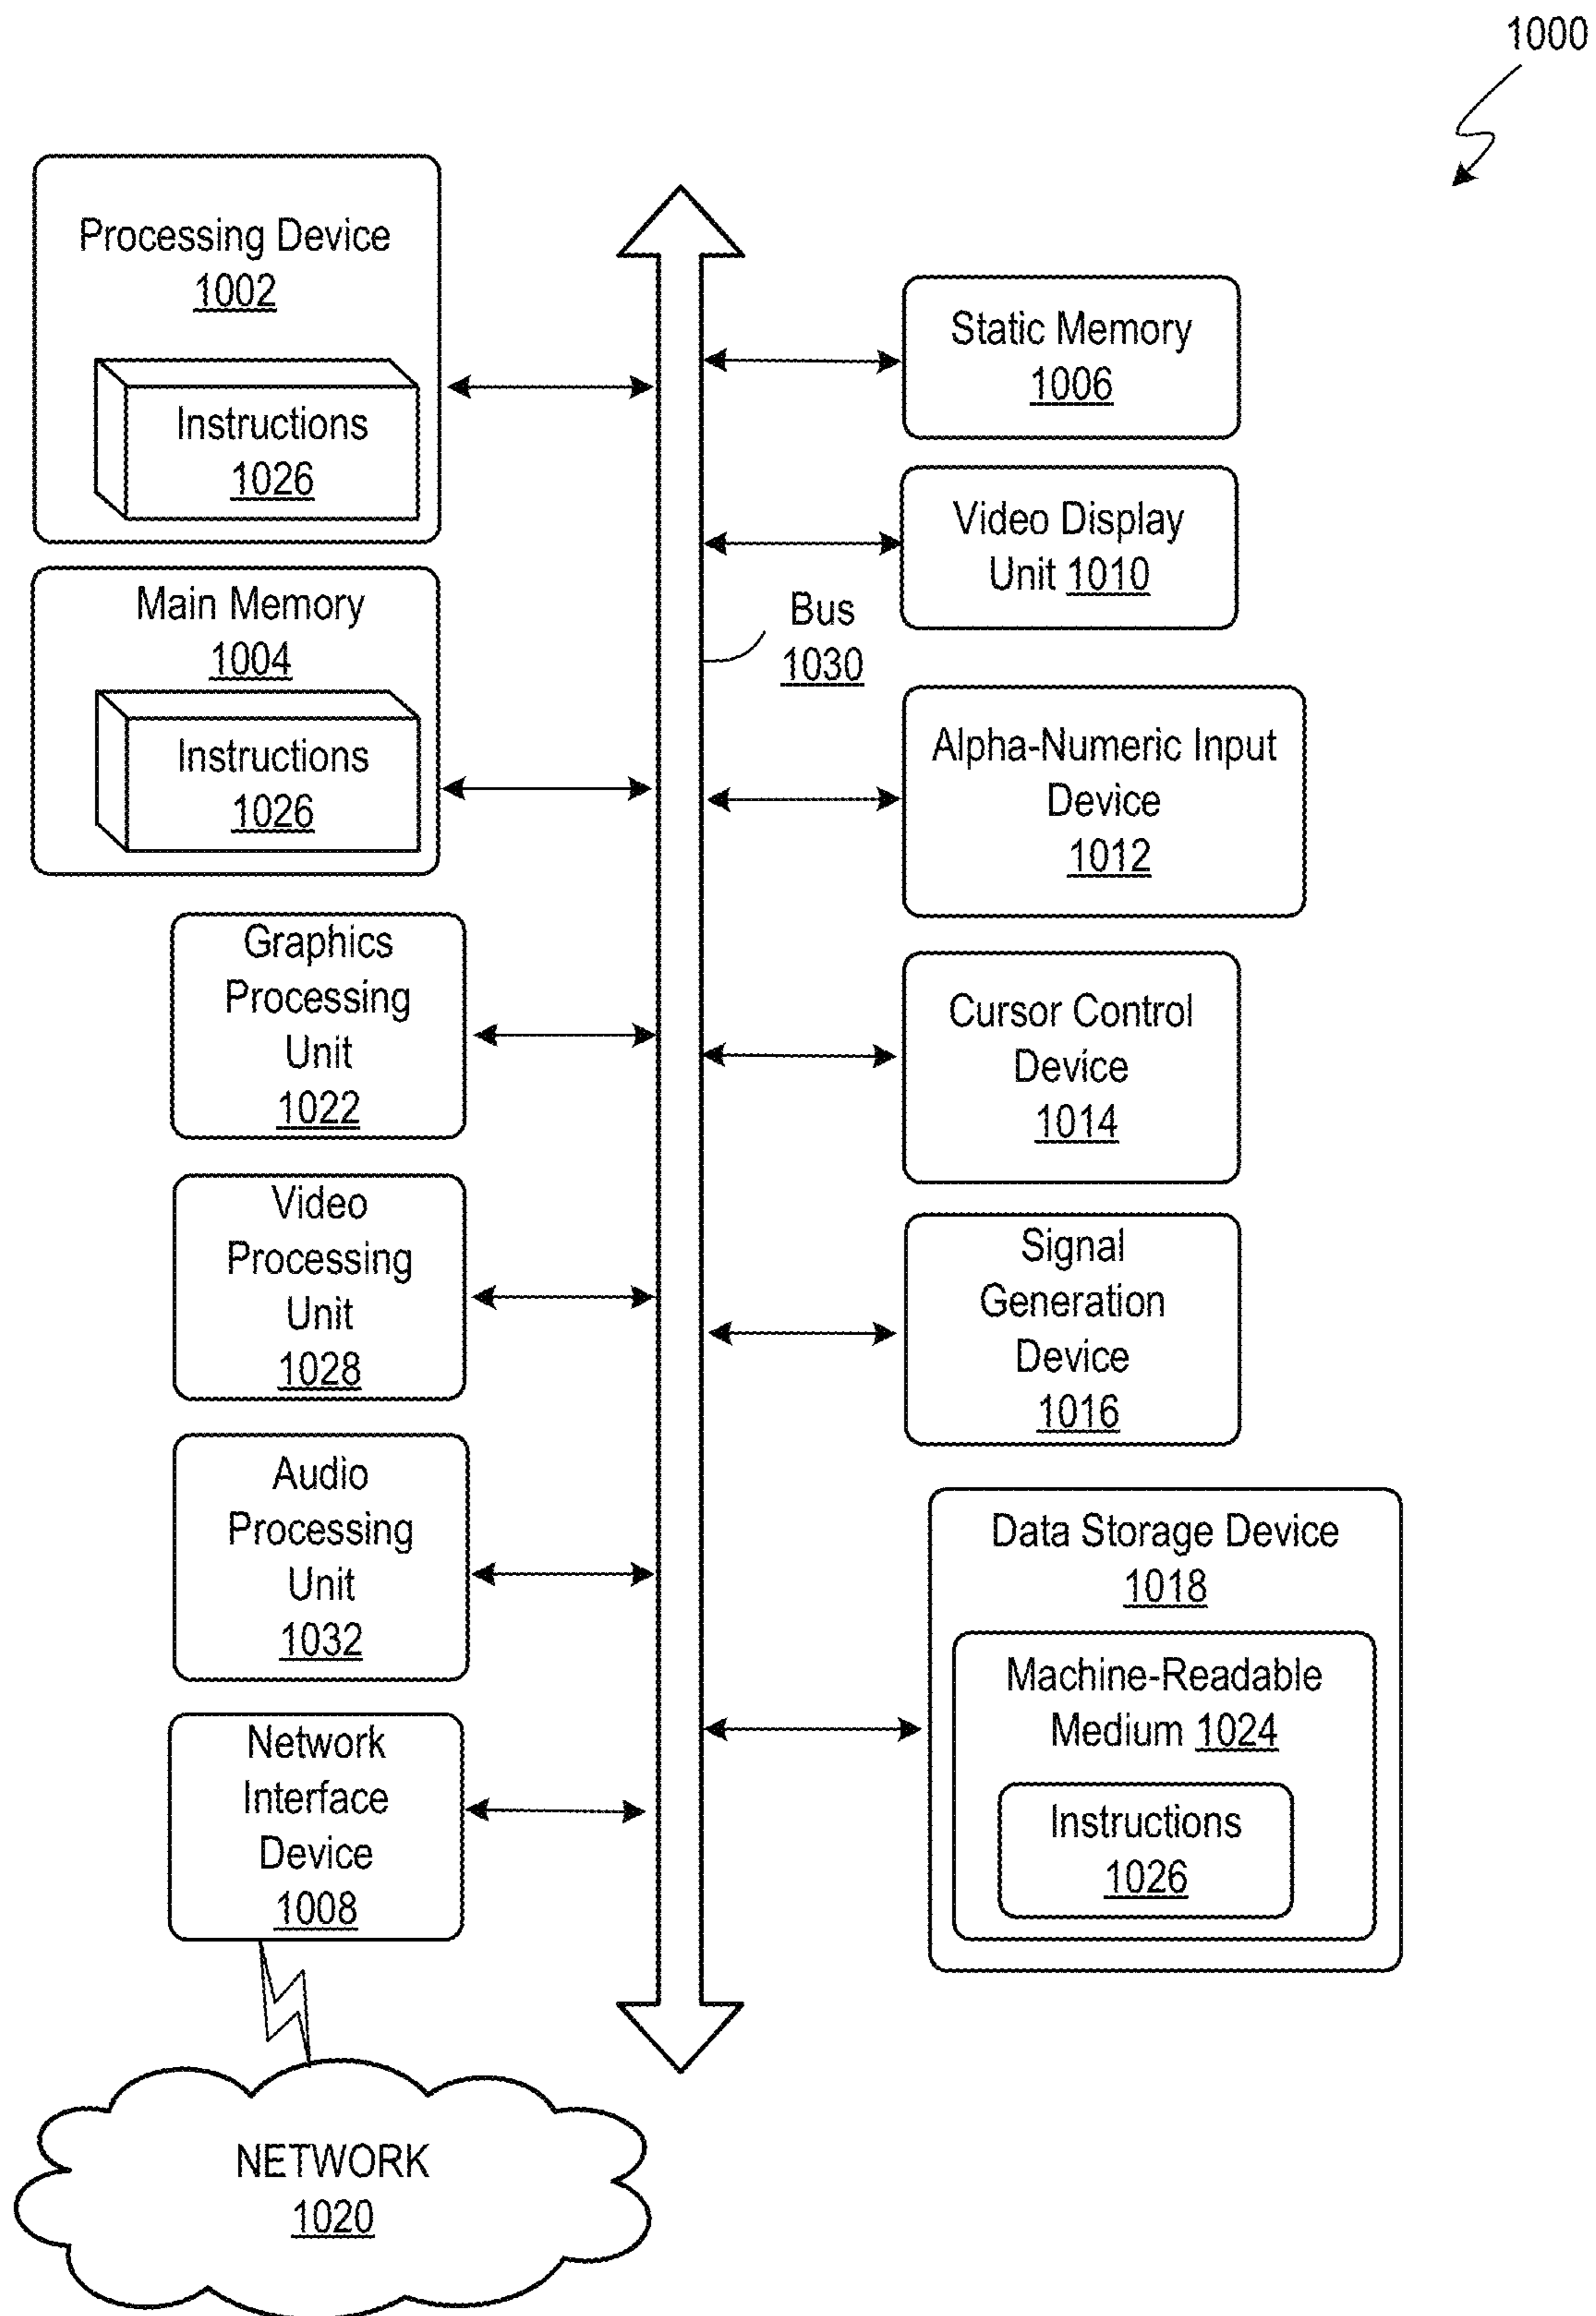 1000
Processing Device
1002
Instructions
1026
Main Memory
1004
Instructions
1026
Graphics
Processing
Unit
1022
Video
Processing
Unit
1028
Audio
Processing
Unit
1032
Network
Interface
Device
1008
NETWORK
1020
Bus
1030
Static Memory
1006
Video Display
Unit 1010
Alpha-Numeric Input
Device
1012
Cursor Control
Device
1014
Signal
Generation
Device
1016
Data Storage Device
1018
Machine-Readable
Medium 1024
Instructions
1026